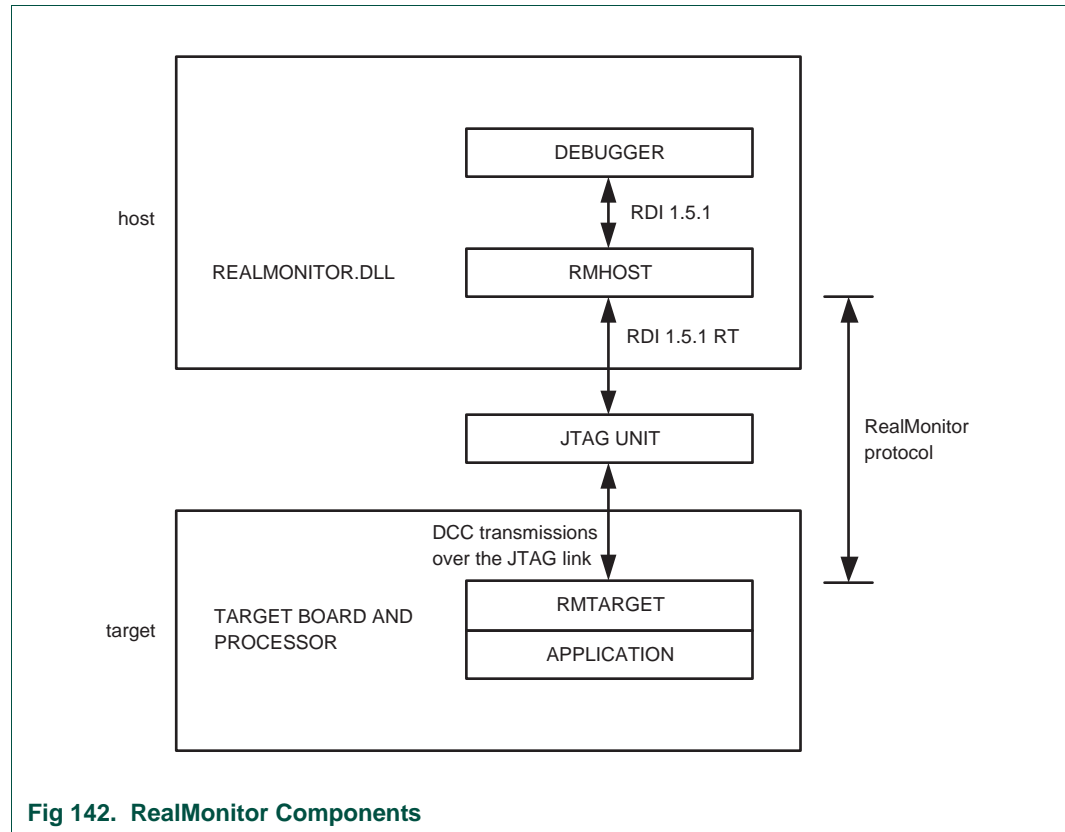 DEBUGGER
RDI 1.5.1
host
REALMONITOR.DLL
RMHOST
RDI 1.5.1 RT
JTAG UNIT
RealMonitor
protocol
DCC transmissions
over the JTAG link
TARGET BOARD AND
PROCESSOR
RMTARGET
target
APPLICATION
Fig 142. RealMonitor Components